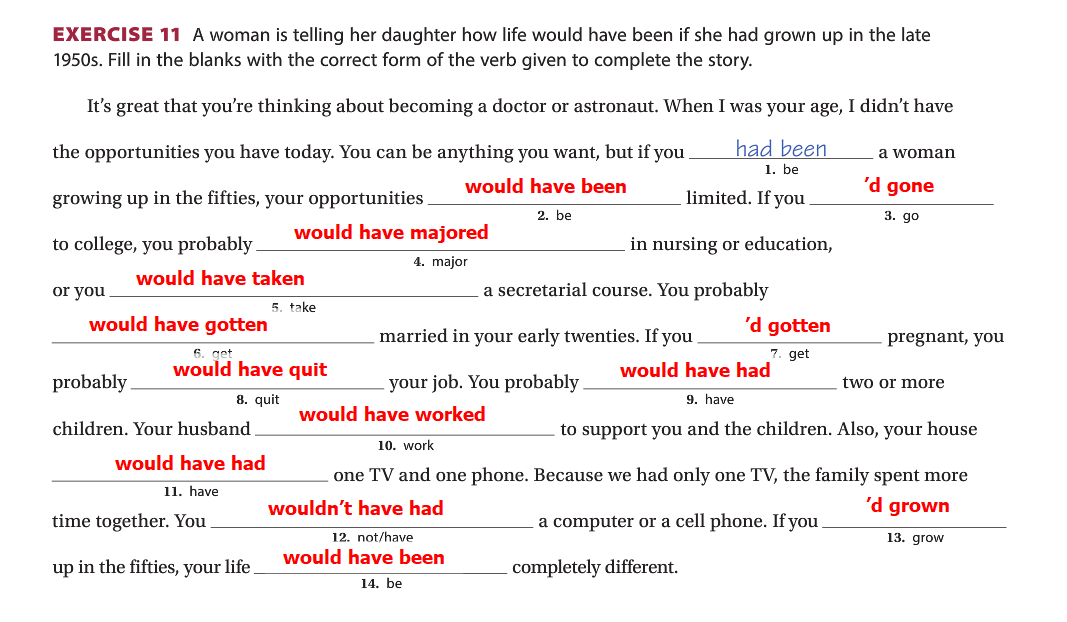 EXERCISE 11 A woman is telling her daughter how life would have been if she had grown up in the late
1950s. Fill in the blanks with the correct form of the verb given to complete the story.
It's great that you're thinking about becoming a doctor or astronaut. When I was your age, I didn't have
the opportunities you have today. You can be anything you want, but if you had been a woman
1. be
growing up in the fifties, your opportunities would have been limited. If you 'd gone
2. be 3. go
to college, you probably would have majored in nursing or education,
4. major
or you would have taken a secretarial course. You probably
5. take
would have gotten married in your early twenties. If you 'd gotten pregnant, you
6. get 7. get
probably would have quit your job. You probably would have had two or more
8. quit 9. have
children. Your husband would have worked to support you and the children. Also, your house
10. work
would have had one TV and one phone. Because we had only one TV, the family spent more
11. have
time together. You wouldn't have had a computer or a cell phone. If you 'd grown
12. not/have 13. grow
up in the fifties, your life would have been completely different.
14. be